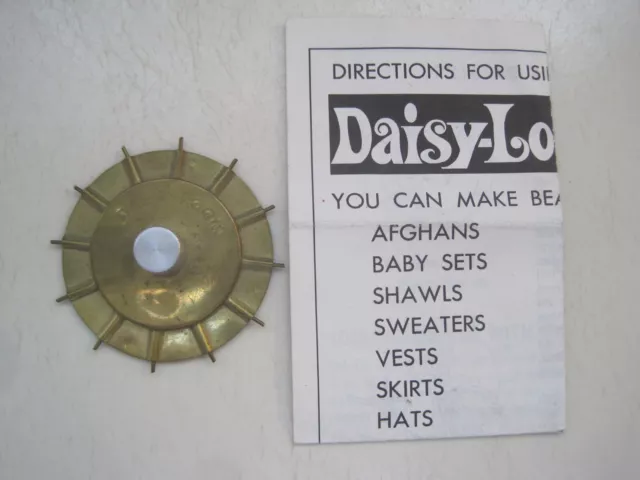 DIRECTIONS FOR USI
Daisy-Lo
YOU CAN MAKE BEA
AFGHANS
BABY SETS
SHAWLS
SWEATERS
VESTS
SKIRTS
HATS